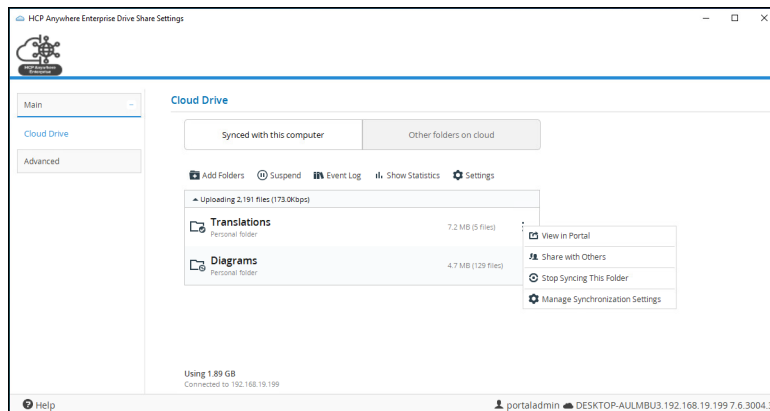 HCP Anywhere Enterprise Drive Share Settings
HCP Anywhere
Enterprise
Main
Cloud Drive
Advanced
Cloud Drive
Synced with this computer
Other folders on cloud
Add Folders
Suspend
Event Log
Show Statistics
Settings
Uploading 2,191 files (173.0Kbps)
Translations
Personal folder
7.2 MB (5 files)
Diagrams
Personal folder
4.7 MB (129 files)
View in Portal
Share with Others
Stop Syncing This Folder
Manage Synchronization Settings
Using 1.89 GB
Connected to 192.168.19.199
Help
portaladmin
DESKTOP-AULMBU3.192.168.19.199 7.6.3004.